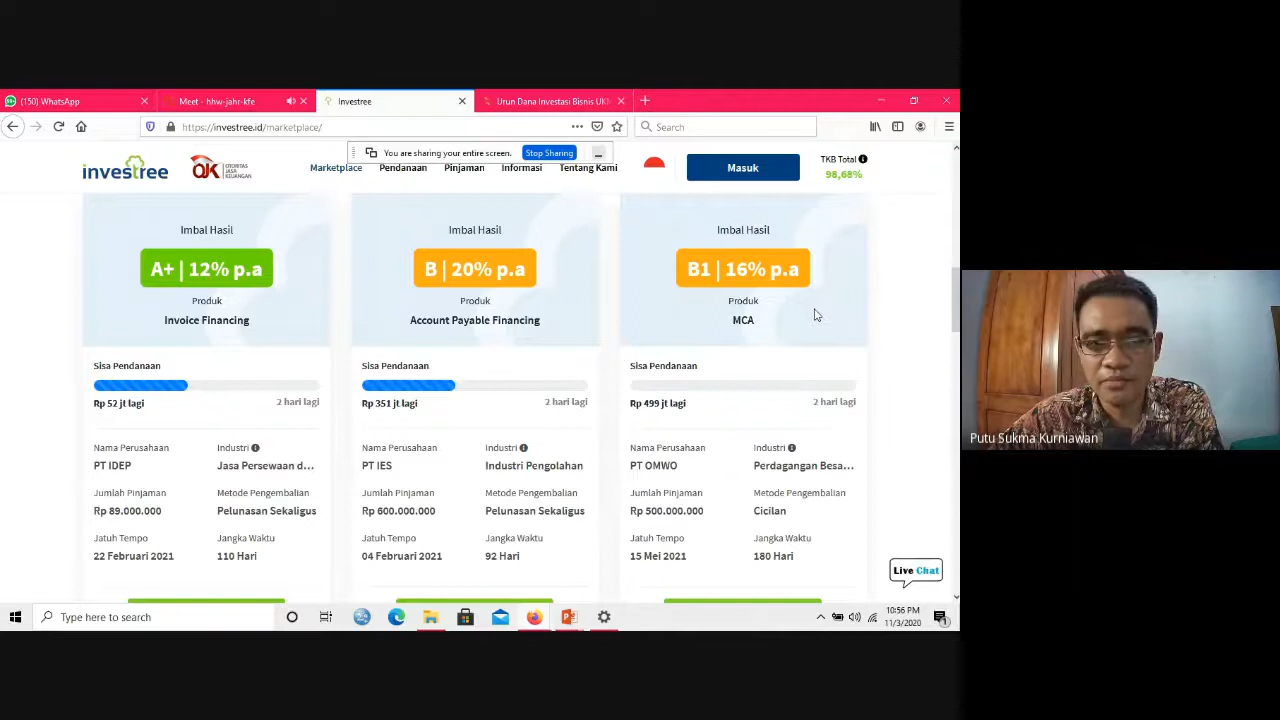 (150) WhatsApp
Meet - hhw-jahr-kfe
Investree
Urun Dana Investasi Bisnis UKM
https://investree.id/marketplace/
Search
You are sharing your entire screen.
Stop Sharing
investree
OJK OTORITAS JASA KEUANGAN
Marketplace
Pendanaan
Pinjaman
Informasi
Tentang Kami
Masuk
TKB Total
98,68%
Imbal Hasil
A+ | 12% p.a
Produk
Invoice Financing
Sisa Pendanaan
Rp 52 jt lagi
2 hari lagi
Nama Perusahaan
Industri
PT IDEP
Jasa Persewaan d...
Jumlah Pinjaman
Metode Pengembalian
Rp 89.000.000
Pelunasan Sekaligus
Jatuh Tempo
Jangka Waktu
22 Februari 2021
110 Hari
Imbal Hasil
B | 20% p.a
Produk
Account Payable Financing
Sisa Pendanaan
Rp 351 jt lagi
2 hari lagi
Nama Perusahaan
Industri
PT IES
Industri Pengolahan
Jumlah Pinjaman
Metode Pengembalian
Rp 600.000.000
Pelunasan Sekaligus
Jatuh Tempo
Jangka Waktu
04 Februari 2021
92 Hari
Imbal Hasil
B1 | 16% p.a
Produk
MCA
Sisa Pendanaan
Rp 499 jt lagi
2 hari lagi
Nama Perusahaan
Industri
PT OMWO
Perdagangan Besa...
Jumlah Pinjaman
Metode Pengembalian
Rp 500.000.000
Cicilan
Jatuh Tempo
Jangka Waktu
15 Mei 2021
180 Hari
Live Chat
Type here to search
10:56 PM
11/3/2020
Putu Sukma Kurniawan